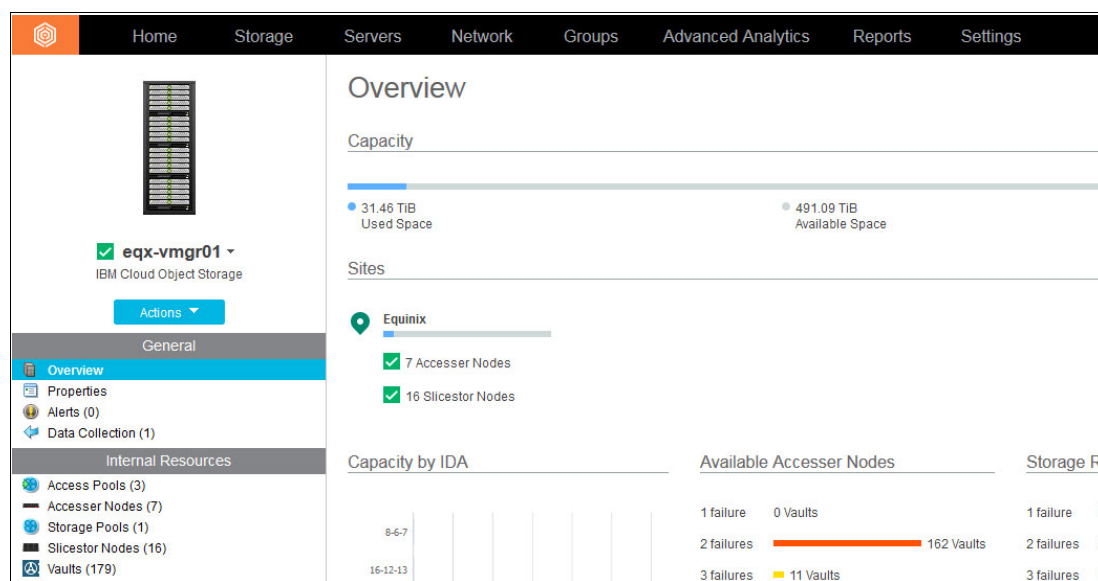 Home Storage Servers Network Groups Advanced Analytics Reports Settings
eqx-vmgr01
IBM Cloud Object Storage
Actions
General
Overview
Properties
Alerts (0)
Data Collection (1)
Internal Resources
Access Pools (3)
Accesser Nodes (7)
Storage Pools (1)
Slicestor Nodes (16)
Vaults (179)
Overview
Capacity
31.46 TiB
Used Space
491.09 TiB
Available Space
Sites
Equinix
7 Accesser Nodes
16 Slicestor Nodes
Capacity by IDA
8-6-7
16-12-13
Available Accesser Nodes
1 failure 0 Vaults
2 failures 162 Vaults
3 failures 11 Vaults
Storage R
1 failure
2 failures
3 failures